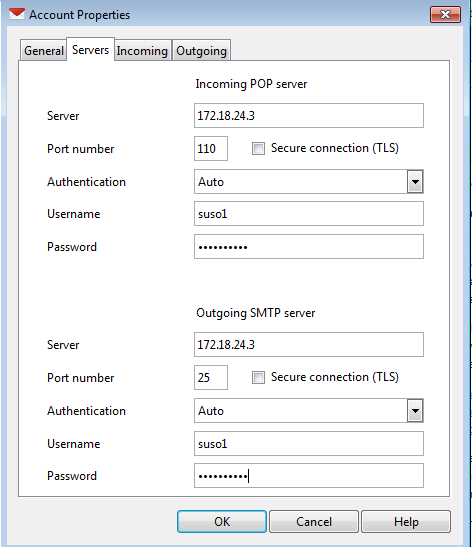 Account Properties
General Servers Incoming Outgoing
Incoming POP server
Server 172.18.24.3
Port number 110 Secure connection (TLS)
Authentication Auto
Username suso1
Password ••••••••••
Outgoing SMTP server
Server 172.18.24.3
Port number 25 Secure connection (TLS)
Authentication Auto
Username suso1
Password ••••••••••
OK Cancel Help